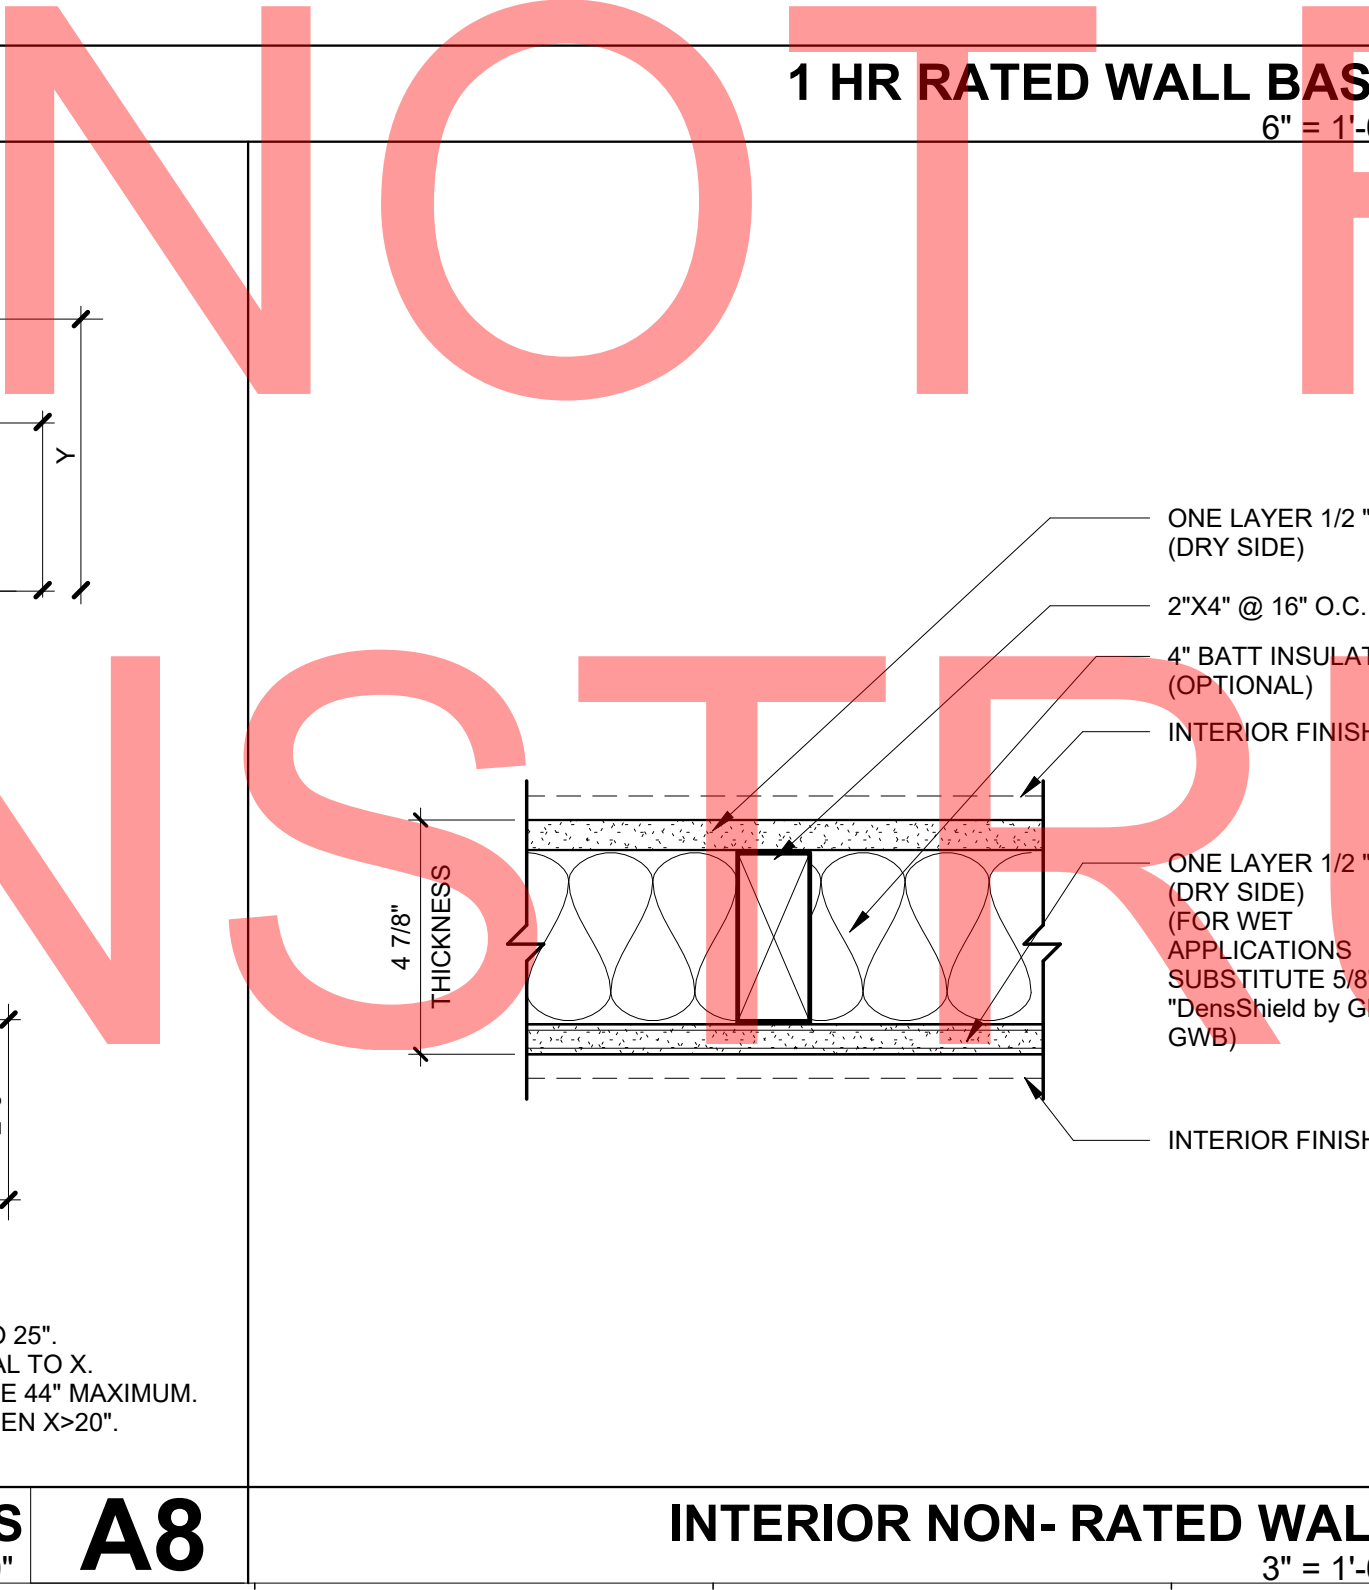 NOT
1 HR RATED WALL BAS
6" = 1'-
Y
ONE LAYER 1/2 "
(DRY SIDE)
2"X4" @ 16" O.C.
4" BATT INSULAT
(OPTIONAL)
INTERIOR FINISH
NSTRU
4 7/8"
THICKNESS
ONE LAYER 1/2 "
(DRY SIDE)
(FOR WET
APPLICATIONS
SUBSTITUTE 5/8"
"DensShield by G
GWB)
INTERIOR FINISH
25".
AL TO X.
E 44" MAXIMUM.
EN X>20".
S
A8
INTERIOR NON- RATED WAL
3" = 1'-